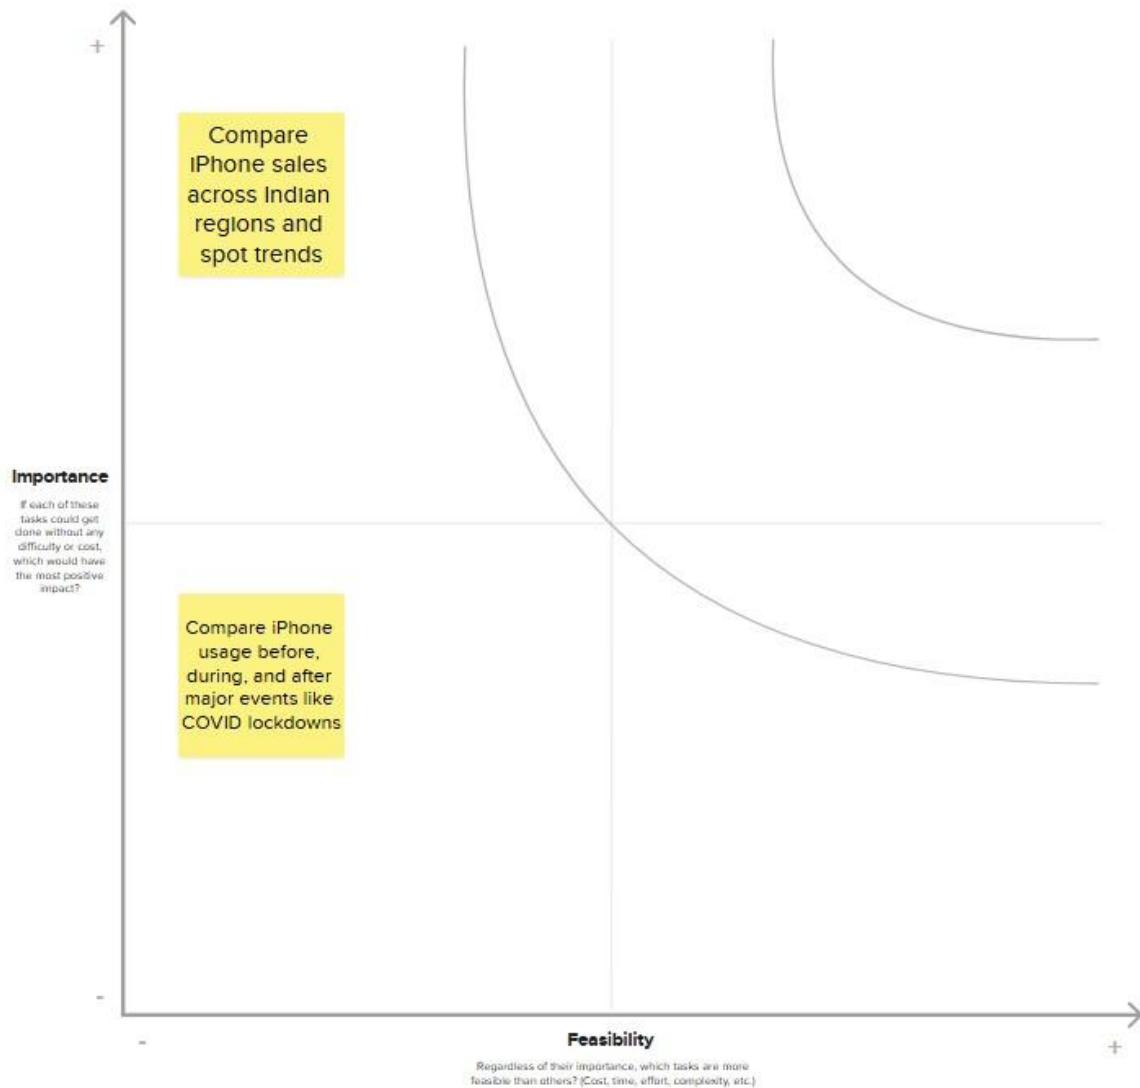 +
Compare
iPhone sales
across Indian
regions and
spot trends
Importance
If each of these
tasks could get
done without any
difficulty or cost,
which would have
the most positive
impact?
Compare iPhone
usage before,
during, and after
major events like
COVID lockdowns
-
-
Feasibility
+
Regardless of their importance, which tasks are more
feasible than others? (Cost, time, effort, complexity, etc.)